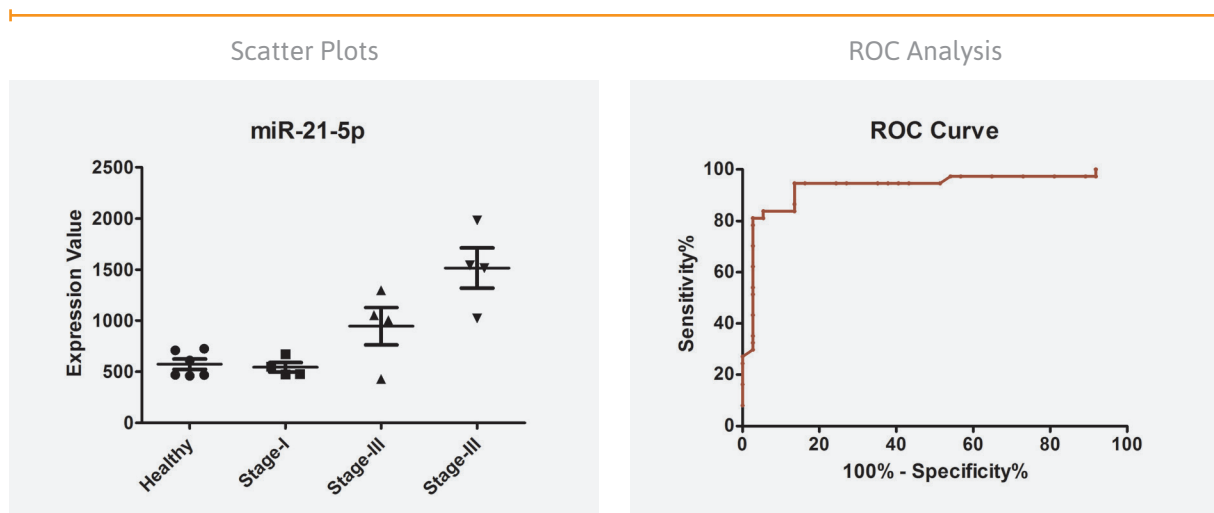 Scatter Plots
miR-21-5p
Expression Value
2500
2000
1500
1000
500
0
Healthy
Stage-I
Stage-III
Stage-III
ROC Analysis
ROC Curve
Sensitivity%
100
80
60
40
20
0
0 20 40 60 80 100
100% - Specificity%